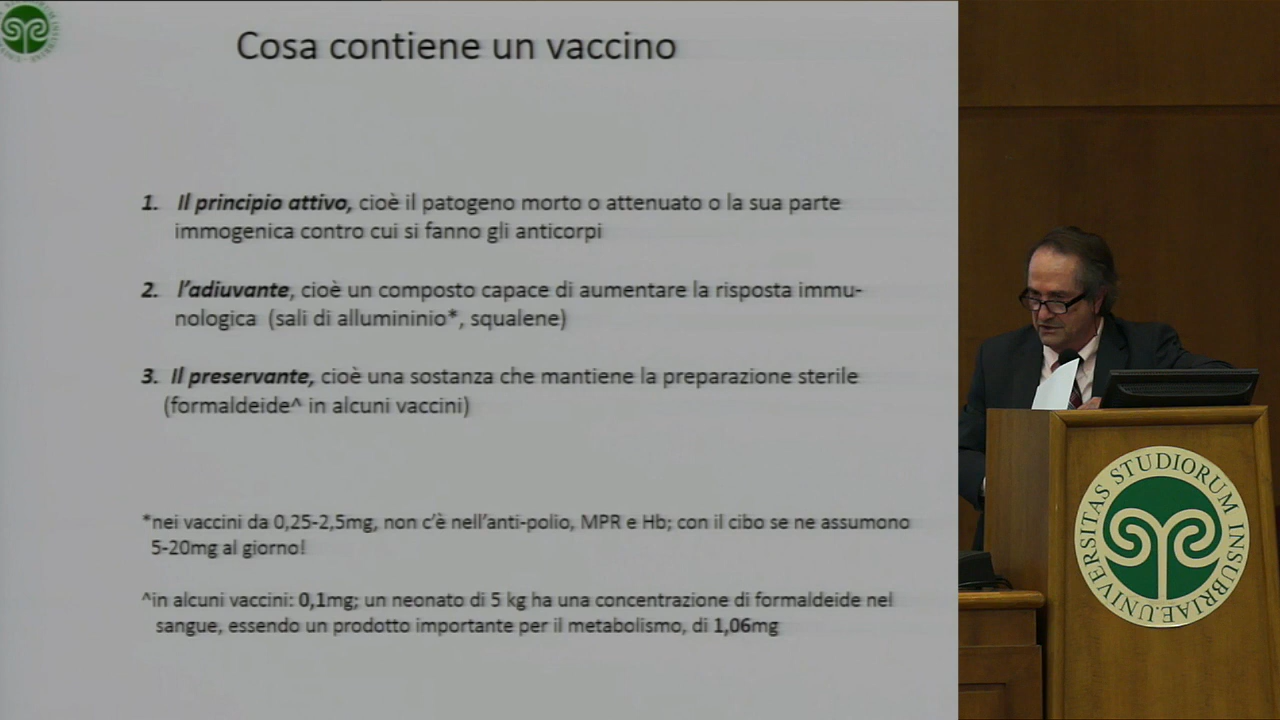 Cosa contiene un vaccino
1. Il principio attivo, cioè il patogeno morto o attenuato o la sua parte
immogenica contro cui si fanno gli anticorpi
2. l'adiuvante, cioè un composto capace di aumentare la risposta immu-
nologica (sali di allumininio*, squalene)
3. Il preservante, cioè una sostanza che mantiene la preparazione sterile
(formaldeide^ in alcuni vaccini)
*nei vaccini da 0,25-2,5mg, non c'è nell'anti-polio, MPR e Hb; con il cibo se ne assumono
5-20mg al giorno!
^in alcuni vaccini: 0,1mg; un neonato di 5 kg ha una concentrazione di formaldeide nel
sangue, essendo un prodotto importante per il metabolismo, di 1,06mg
UNIVERSITAS STUDIORUM INSUBRIAE